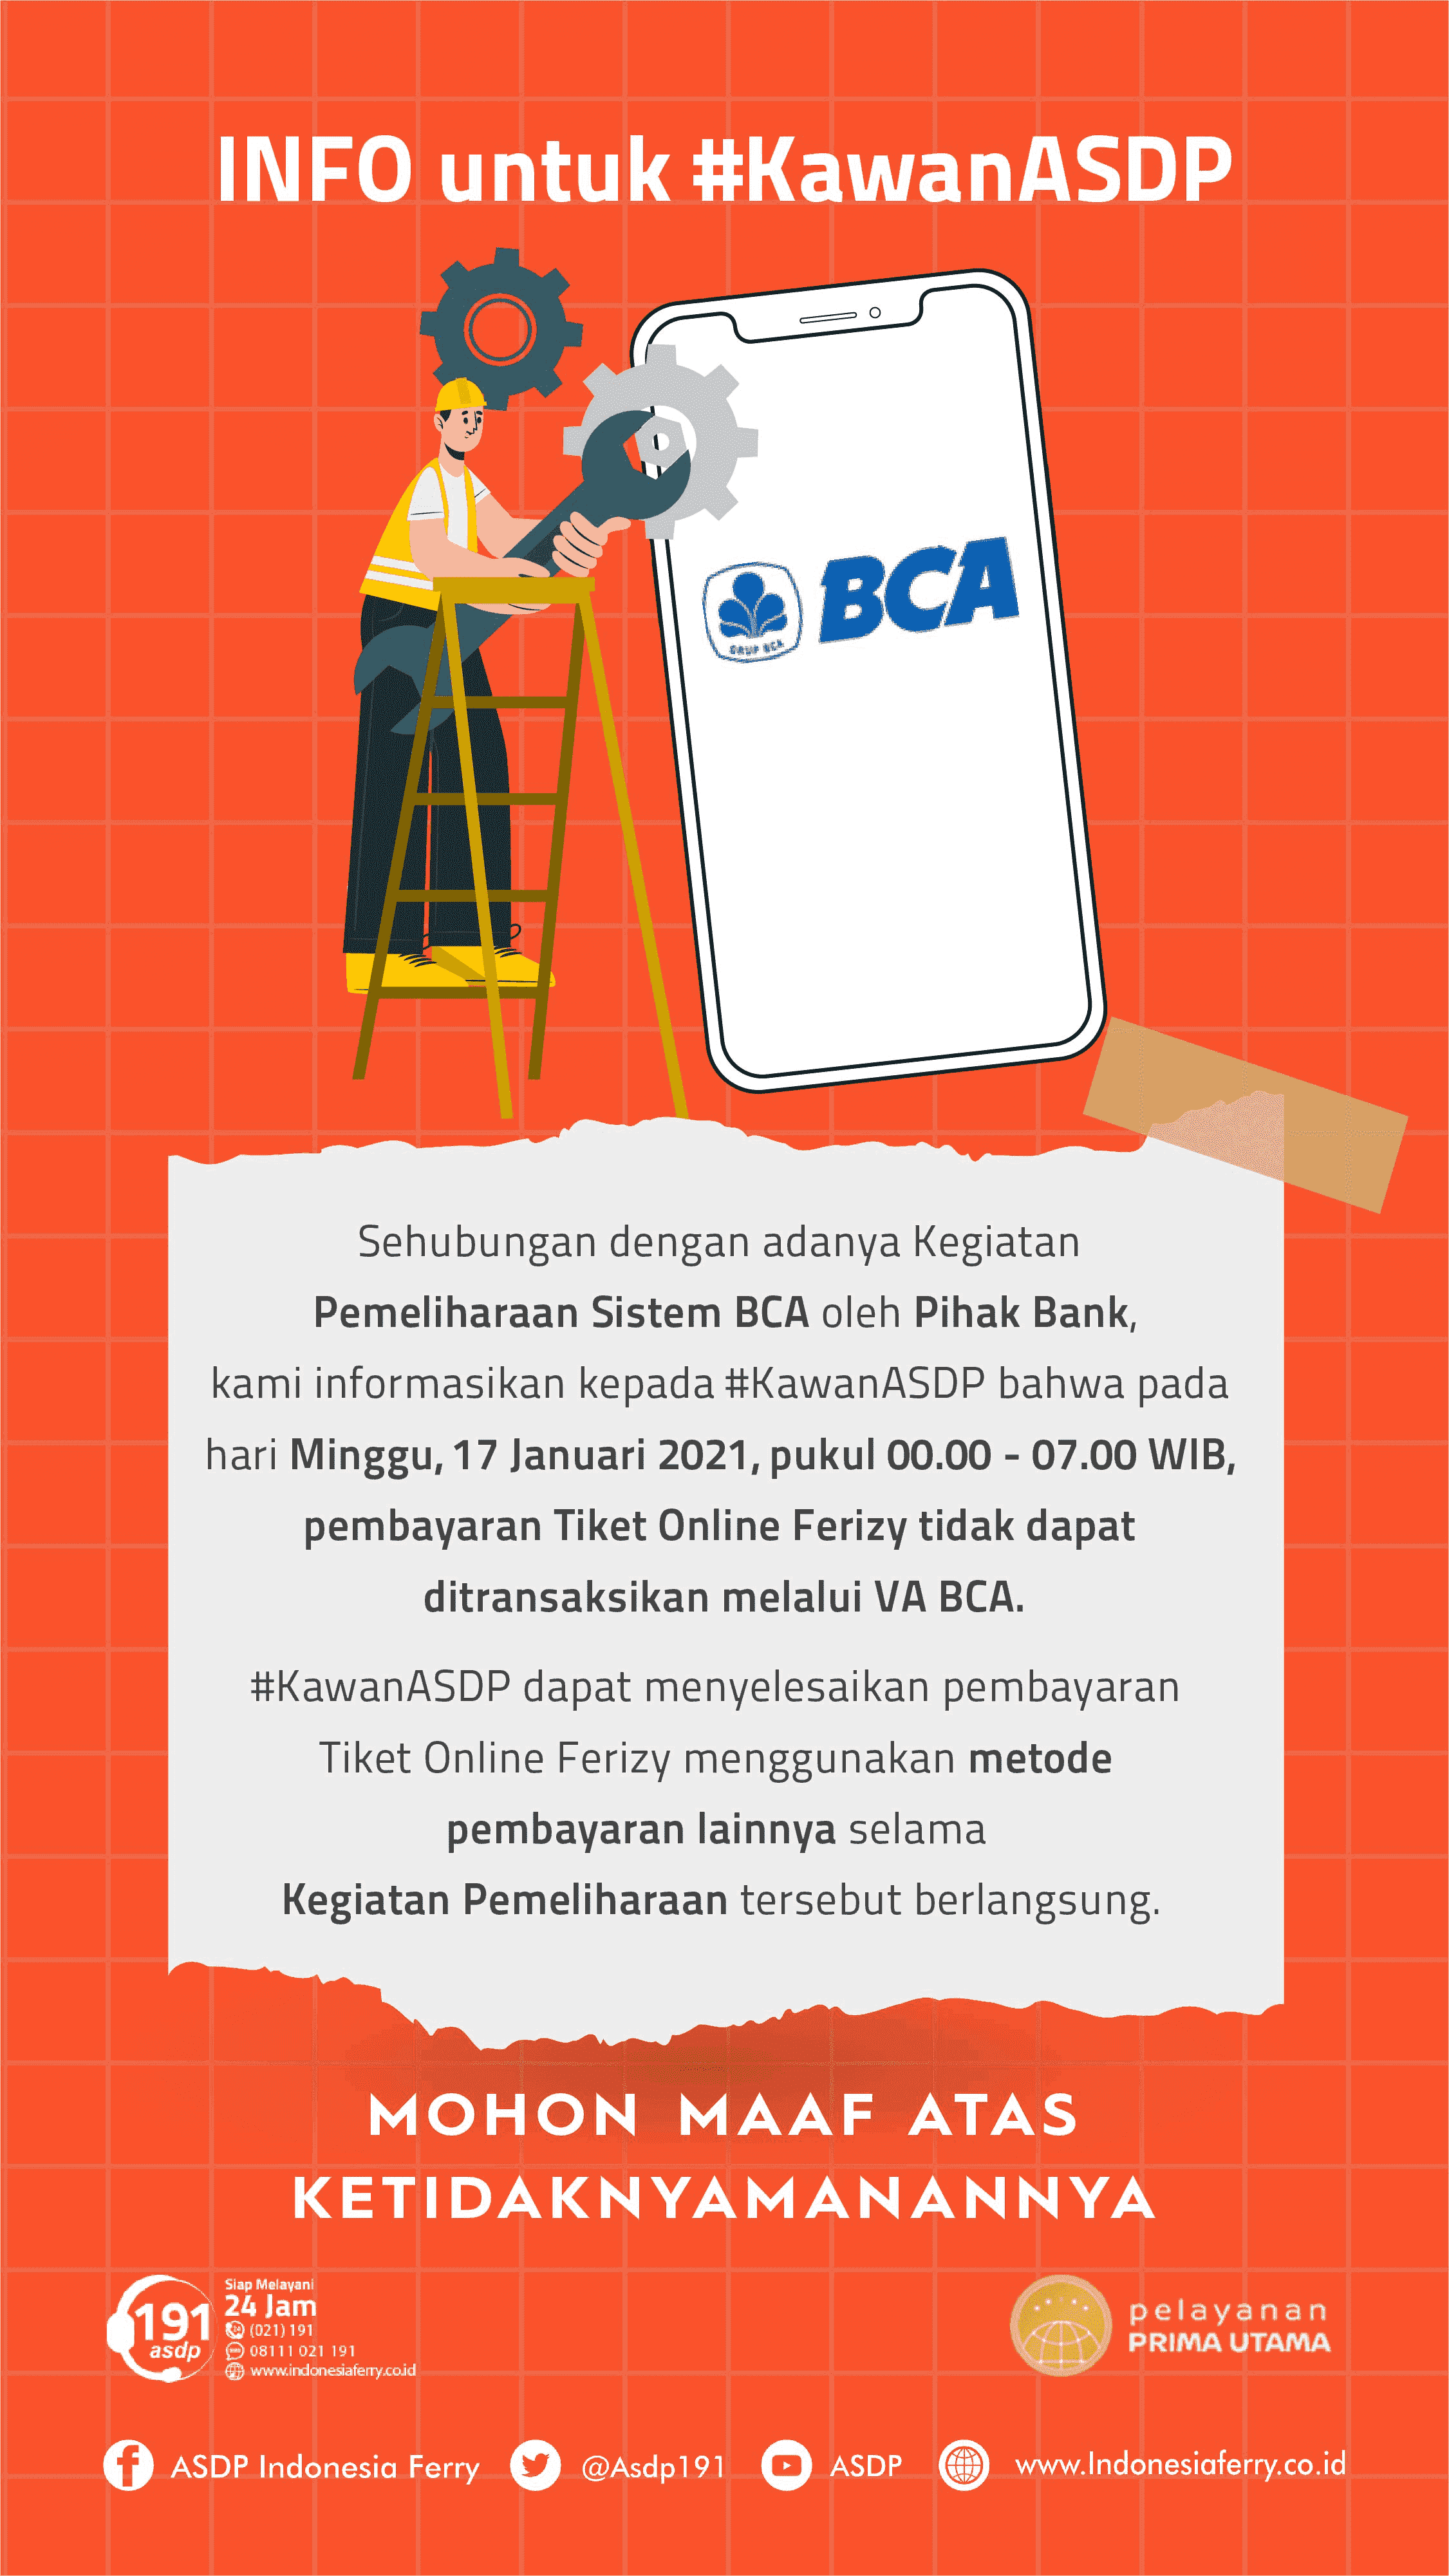 INFO untuk #KawanASDP
GRUP BCA
BCA
Sehubungan dengan adanya Kegiatan
Pemeliharaan Sistem BCA oleh Pihak Bank,
kami informasikan kepada #KawanASDP bahwa pada
hari Minggu, 17 Januari 2021, pukul 00.00 - 07.00 WIB,
pembayaran Tiket Online Ferizy tidak dapat
ditransaksikan melalui VA BCA.
#KawanASDP dapat menyelesaikan pembayaran
Tiket Online Ferizy menggunakan metode
pembayaran lainnya selama
Kegiatan Pemeliharaan tersebut berlangsung.
MOHON MAAF ATAS
KETIDAKNYAMANANNYA
191
asdp
Siap Melayani
24 Jam
(021) 191
08111 021 191
www.indonesiaferry.co.id
pelayanan
PRIMA UTAMA
ASDP Indonesia Ferry
@Asdp191
ASDP
www.Indonesiaferry.co.id